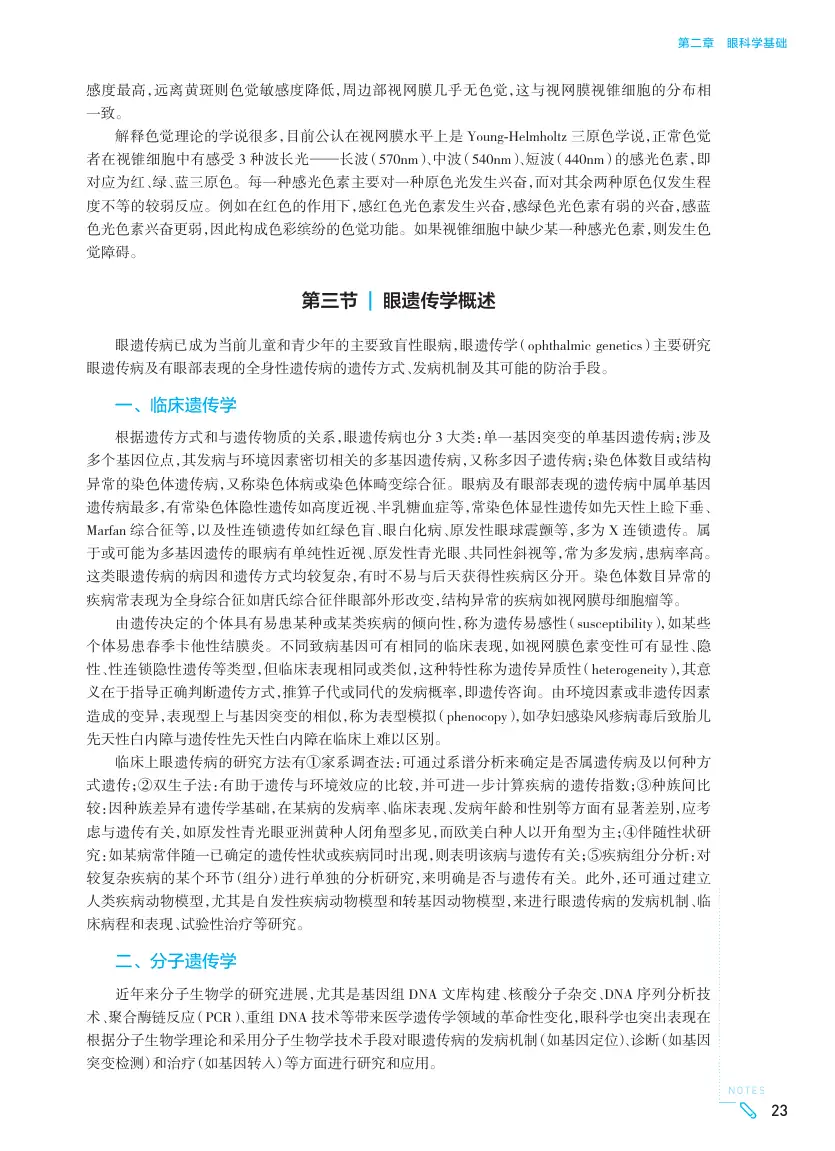 第二章 眼科学基础
感度最高,远离黄斑则色觉敏感度降低,周边部视网膜几乎无色觉,这与视网膜视锥细胞的分布相
一致。
解释色觉理论的学说很多,目前公认在视网膜水平上是 Young-Helmholtz 三原色学说,正常色觉
者在视锥细胞中有感受 3 种波长光——长波(570nm)、中波(540nm)、短波(440nm)的感光色素,即
对应为红、绿、蓝三原色。每一种感光色素主要对一种原色光发生兴奋,而对其余两种原色仅发生程
度不等的较弱反应。例如在红色的作用下,感红色光色素发生兴奋,感绿色光色素有弱的兴奋,感蓝
色光色素兴奋更弱,因此构成色彩缤纷的色觉功能。如果视锥细胞中缺少某一种感光色素,则发生色
觉障碍。
第三节 | 眼遗传学概述
眼遗传病已成为当前儿童和青少年的主要致盲性眼病,眼遗传学(ophthalmic genetics)主要研究
眼遗传病及有眼部表现的全身性遗传病的遗传方式、发病机制及其可能的防治手段。
一、临床遗传学
根据遗传方式和与遗传物质的关系,眼遗传病也分 3 大类:单一基因突变的单基因遗传病;涉及
多个基因位点,其发病与环境因素密切相关的多基因遗传病,又称多因子遗传病;染色体数目或结构
异常的染色体遗传病,又称染色体病或染色体畸变综合征。眼病及有眼部表现的遗传病中属单基因
遗传病最多,有常染色体隐性遗传如高度近视、半乳糖血症等,常染色体显性遗传如先天性上睑下垂、
Marfan 综合征等,以及性连锁遗传如红绿色盲、眼白化病、原发性眼球震颤等,多为 X 连锁遗传。属
于或可能为多基因遗传的眼病有单纯性近视、原发性青光眼、共同性斜视等,常为多发病,患病率高。
这类眼遗传病的病因和遗传方式均较复杂,有时不易与后天获得性疾病区分开。染色体数目异常的
疾病常表现为全身综合征如唐氏综合征伴眼部外形改变,结构异常的疾病如视网膜母细胞瘤等。
由遗传决定的个体具有易患某种或某类疾病的倾向性,称为遗传易感性(susceptibility),如某些
个体易患春季卡他性结膜炎。不同致病基因可有相同的临床表现,如视网膜色素变性可有显性、隐
性、性连锁隐性遗传等类型,但临床表现相同或类似,这种特性称为遗传异质性(heterogeneity),其意
义在于指导正确判断遗传方式,推算子代或同代的发病概率,即遗传咨询。由环境因素或非遗传因素
造成的变异,表现型上与基因突变的相似,称为表型模拟(phenocopy),如孕妇感染风疹病毒后致胎儿
先天性白内障与遗传性先天性白内障在临床上难以区别。
临床上眼遗传病的研究方法有①家系调查法:可通过系谱分析来确定是否属遗传病及以何种方
式遗传;②双生子法:有助于遗传与环境效应的比较,并可进一步计算疾病的遗传指数;③种族间比
较:因种族差异有遗传学基础,在某病的发病率、临床表现、发病年龄和性别等方面有显著差别,应考
虑与遗传有关,如原发性青光眼亚洲黄种人闭角型多见,而欧美白种人以开角型为主;④伴随性状研
究:如某病常伴随一已确定的遗传性状或疾病同时出现,则表明该病与遗传有关;⑤疾病组分分析:对
较复杂疾病的某个环节(组分)进行单独的分析研究,来明确是否与遗传有关。此外,还可通过建立
人类疾病动物模型,尤其是自发性疾病动物模型和转基因动物模型,来进行眼遗传病的发病机制、临
床病程和表现、试验性治疗等研究。
二、分子遗传学
近年来分子生物学的研究进展,尤其是基因组 DNA 文库构建、核酸分子杂交、DNA 序列分析技
术、聚合酶链反应(PCR)、重组 DNA 技术等带来医学遗传学领域的革命性变化,眼科学也突出表现在
根据分子生物学理论和采用分子生物学技术手段对眼遗传病的发病机制(如基因定位)、诊断(如基因
突变检测)和治疗(如基因转入)等方面进行研究和应用。
NOTES
23